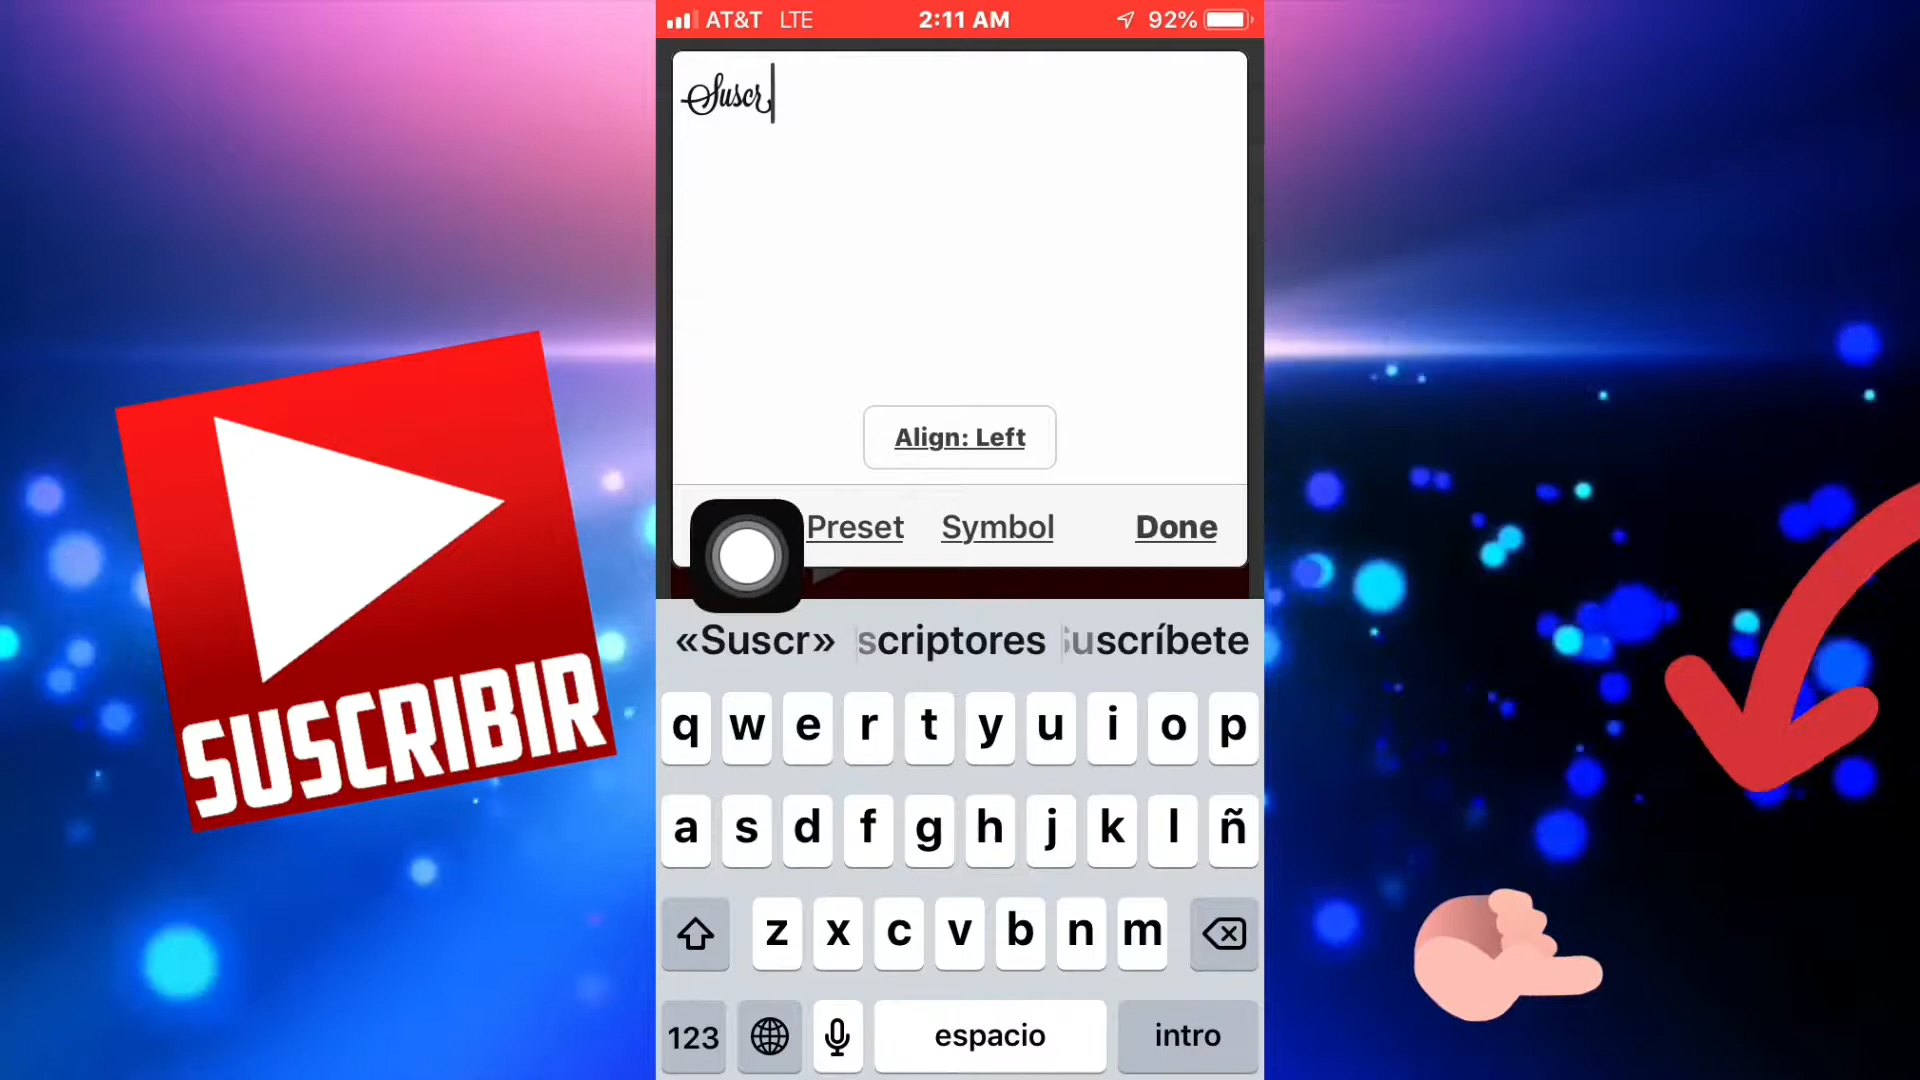 AT&T LTE 2:11 AM 92%
Suscr
Align: Left
Preset Symbol Done
SUSCRIBIR
«Suscr» scriptores uscríbete
q w e r t y u i o p
a s d f g h j k l ñ
z x c v b n m
123 espacio intro